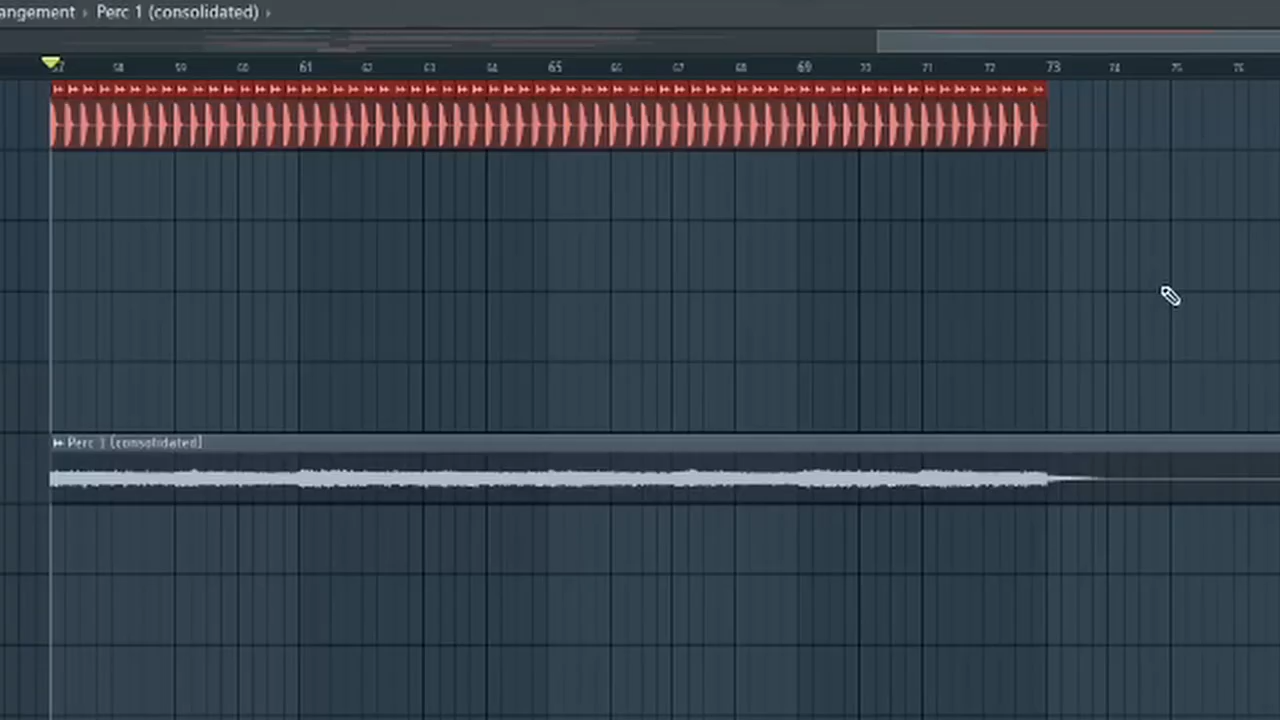 angement › Perc 1 (consolidated) ›
57 58 59 60 61 62 63 64 65 66 67 68 69 70 71 72 73 74 75 76
Perc 1 (consolidated)